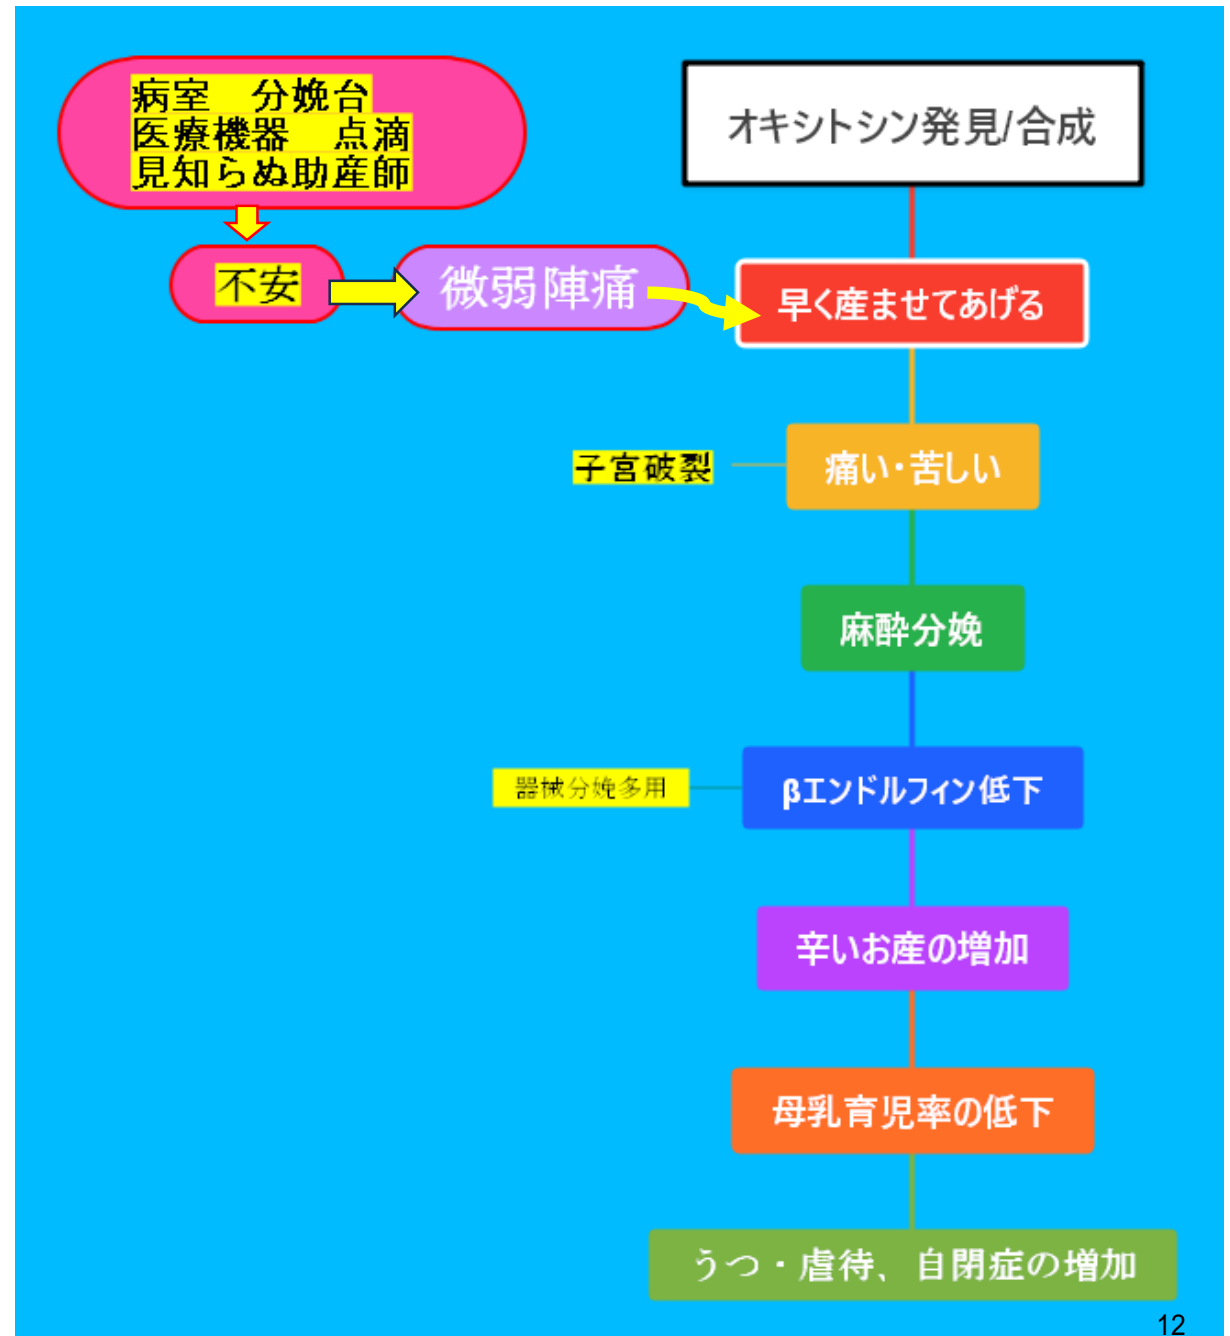 病室　分娩台
医療機器　点滴
見知らぬ助産師
不安
微弱陣痛
オキシトシン発見/合成
早く産ませてあげる
子宮破裂
痛い・苦しい
麻酔分娩
器械分娩多用
βエンドルフィン低下
辛いお産の増加
母乳育児率の低下
うつ・虐待、自閉症の増加
12